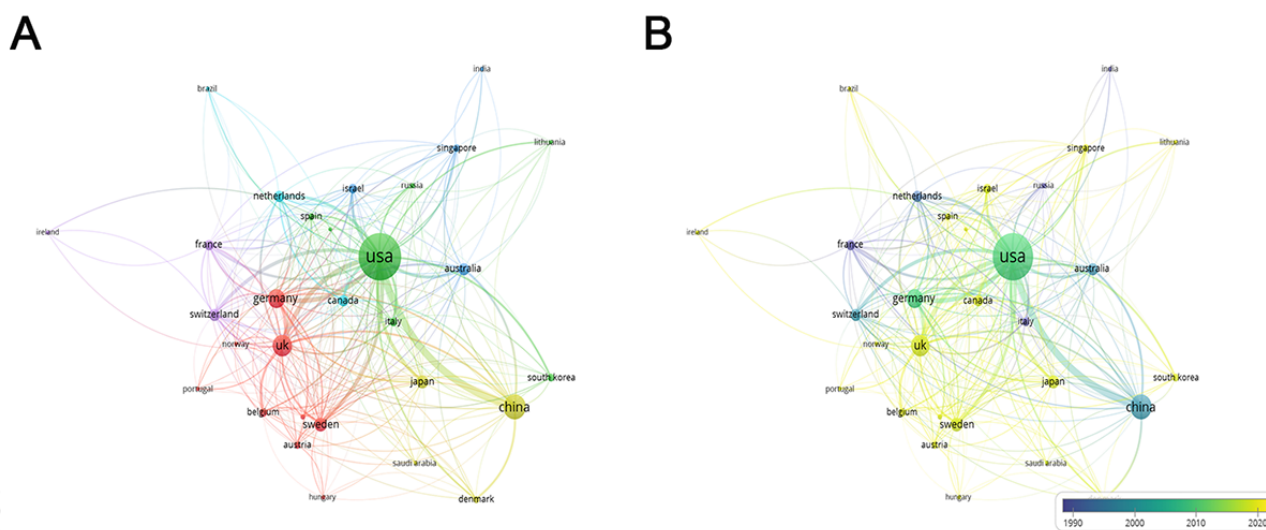 A
B
india
brazil
lithuania
singapore
israel
russia
netherlands
spain
ireland
france
usa
australia
germany
canada
switzerland
italy
norway
uk
japan
south korea
portugal
china
belgium
sweden
austria
saudi arabia
hungary
denmark
india
brazil
lithuania
singapore
israel
russia
netherlands
spain
ireland
france
usa
australia
germany
canada
switzerland
italy
norway
uk
japan
south korea
portugal
china
belgium
sweden
austria
saudi arabia
hungary
1990
2000
2010
2020